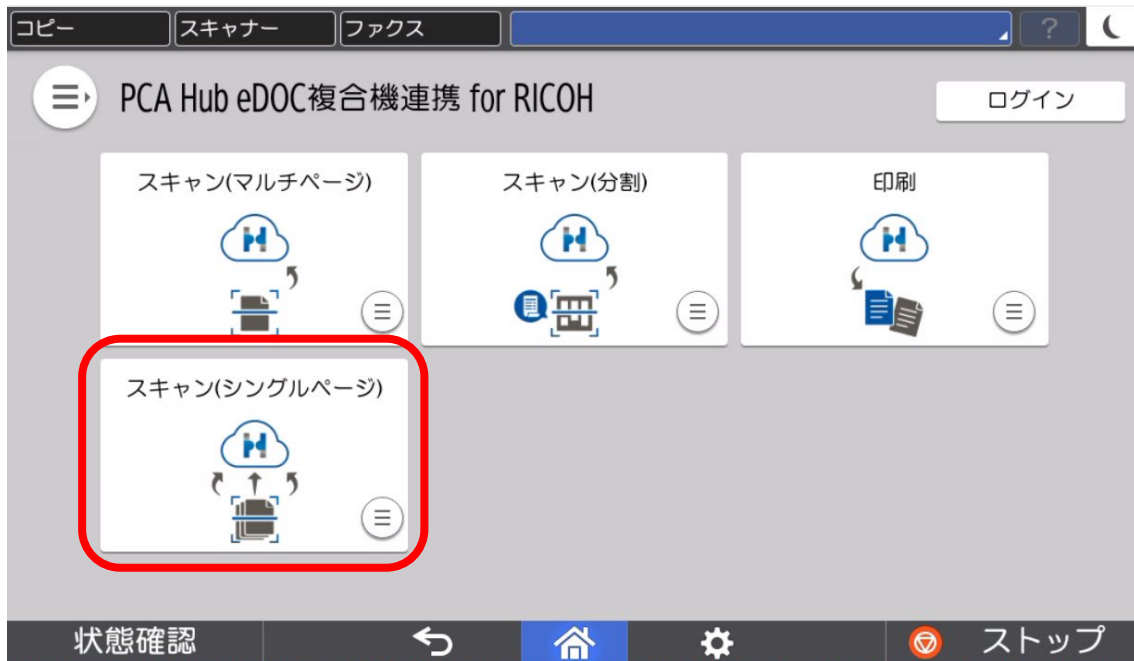 コピー
スキャナー
ファクス
?
PCA Hub eDOC複合機連携 for RICOH
ログイン
スキャン(マルチページ)
スキャン(分割)
印刷
スキャン(シングルページ)
状態確認
ストップ